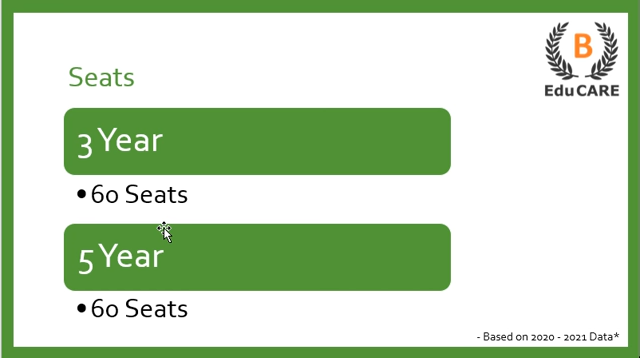 B
EduCARE
Seats
3 Year
•60 Seats
5 Year
•60 Seats
- Based on 2020 - 2021 Data*